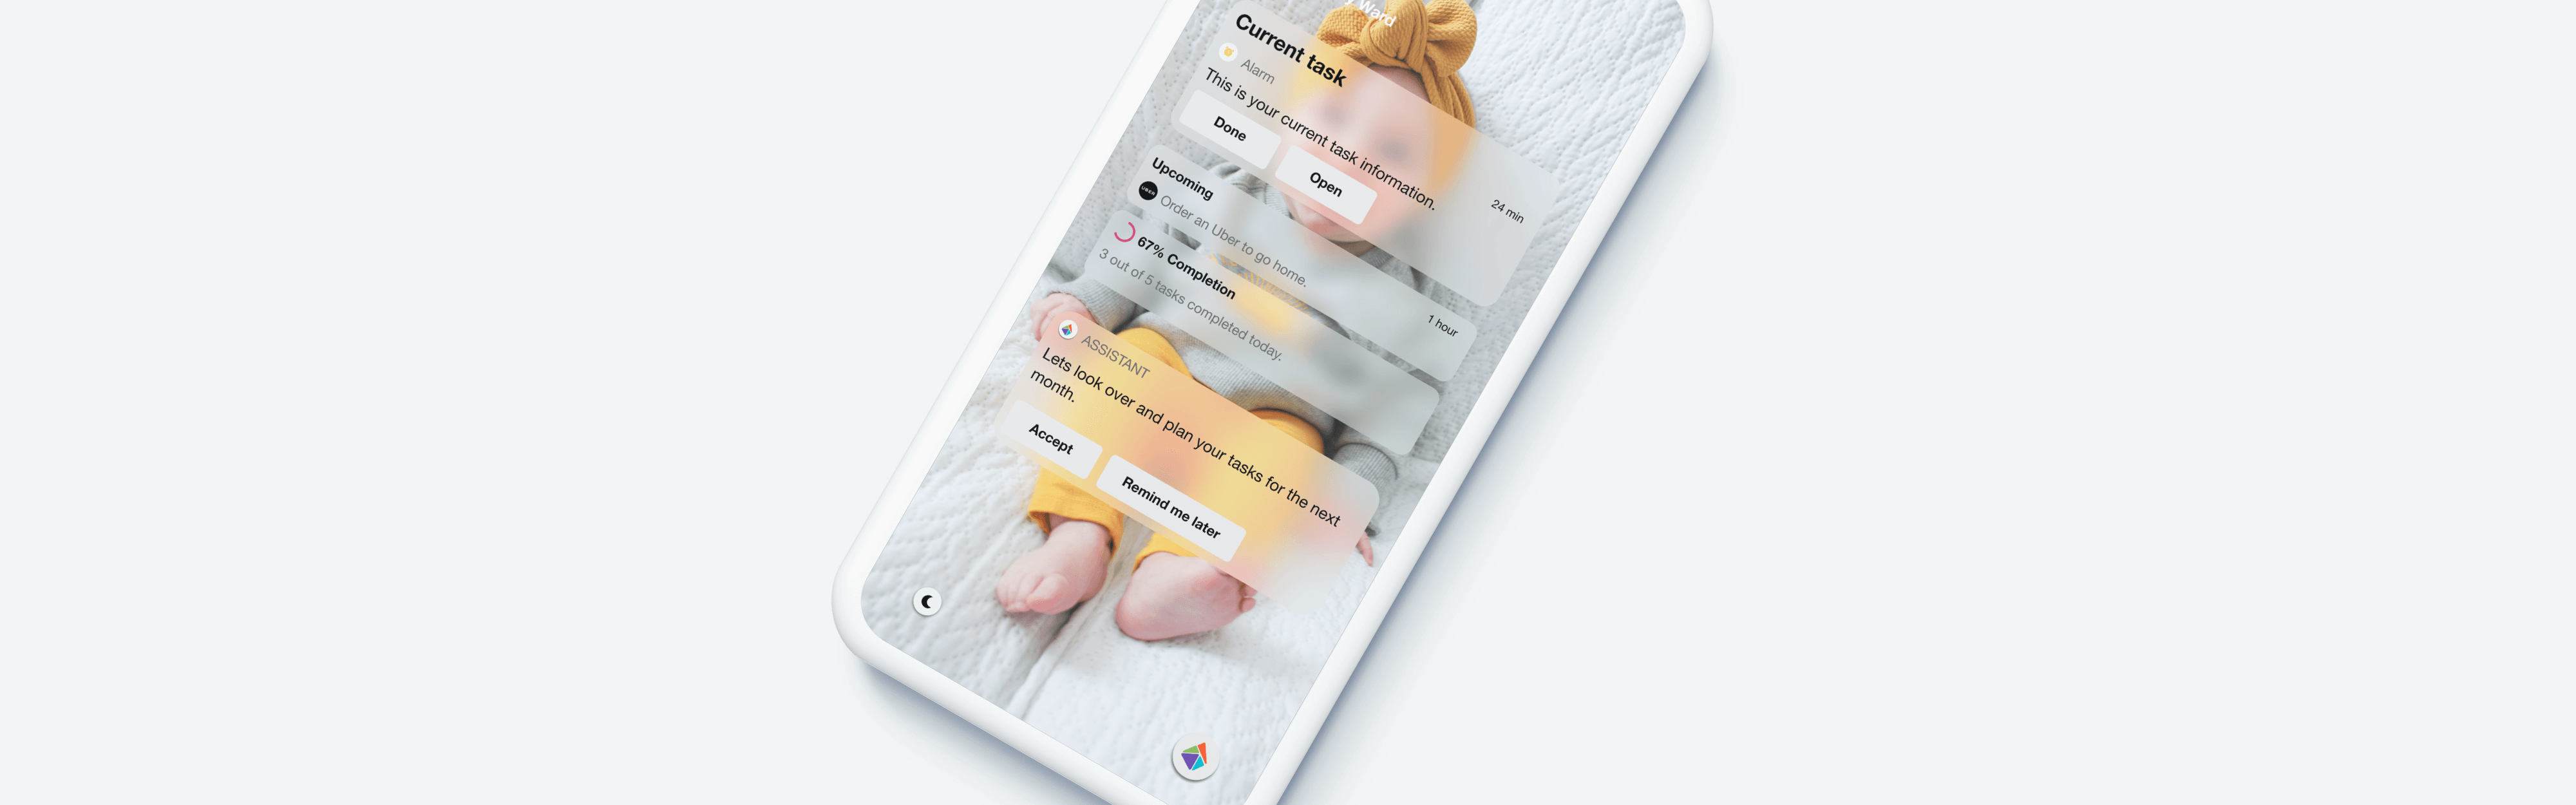 Ward
Current task
Alarm
This is your current task information.
24 min
Done
Open
Upcoming
UBER
Order an Uber to go home.
1 hour
67% Completion
3 out of 5 tasks completed today.
ASSISTANT
Lets look over and plan your tasks for the next
month.
Accept
Remind me later